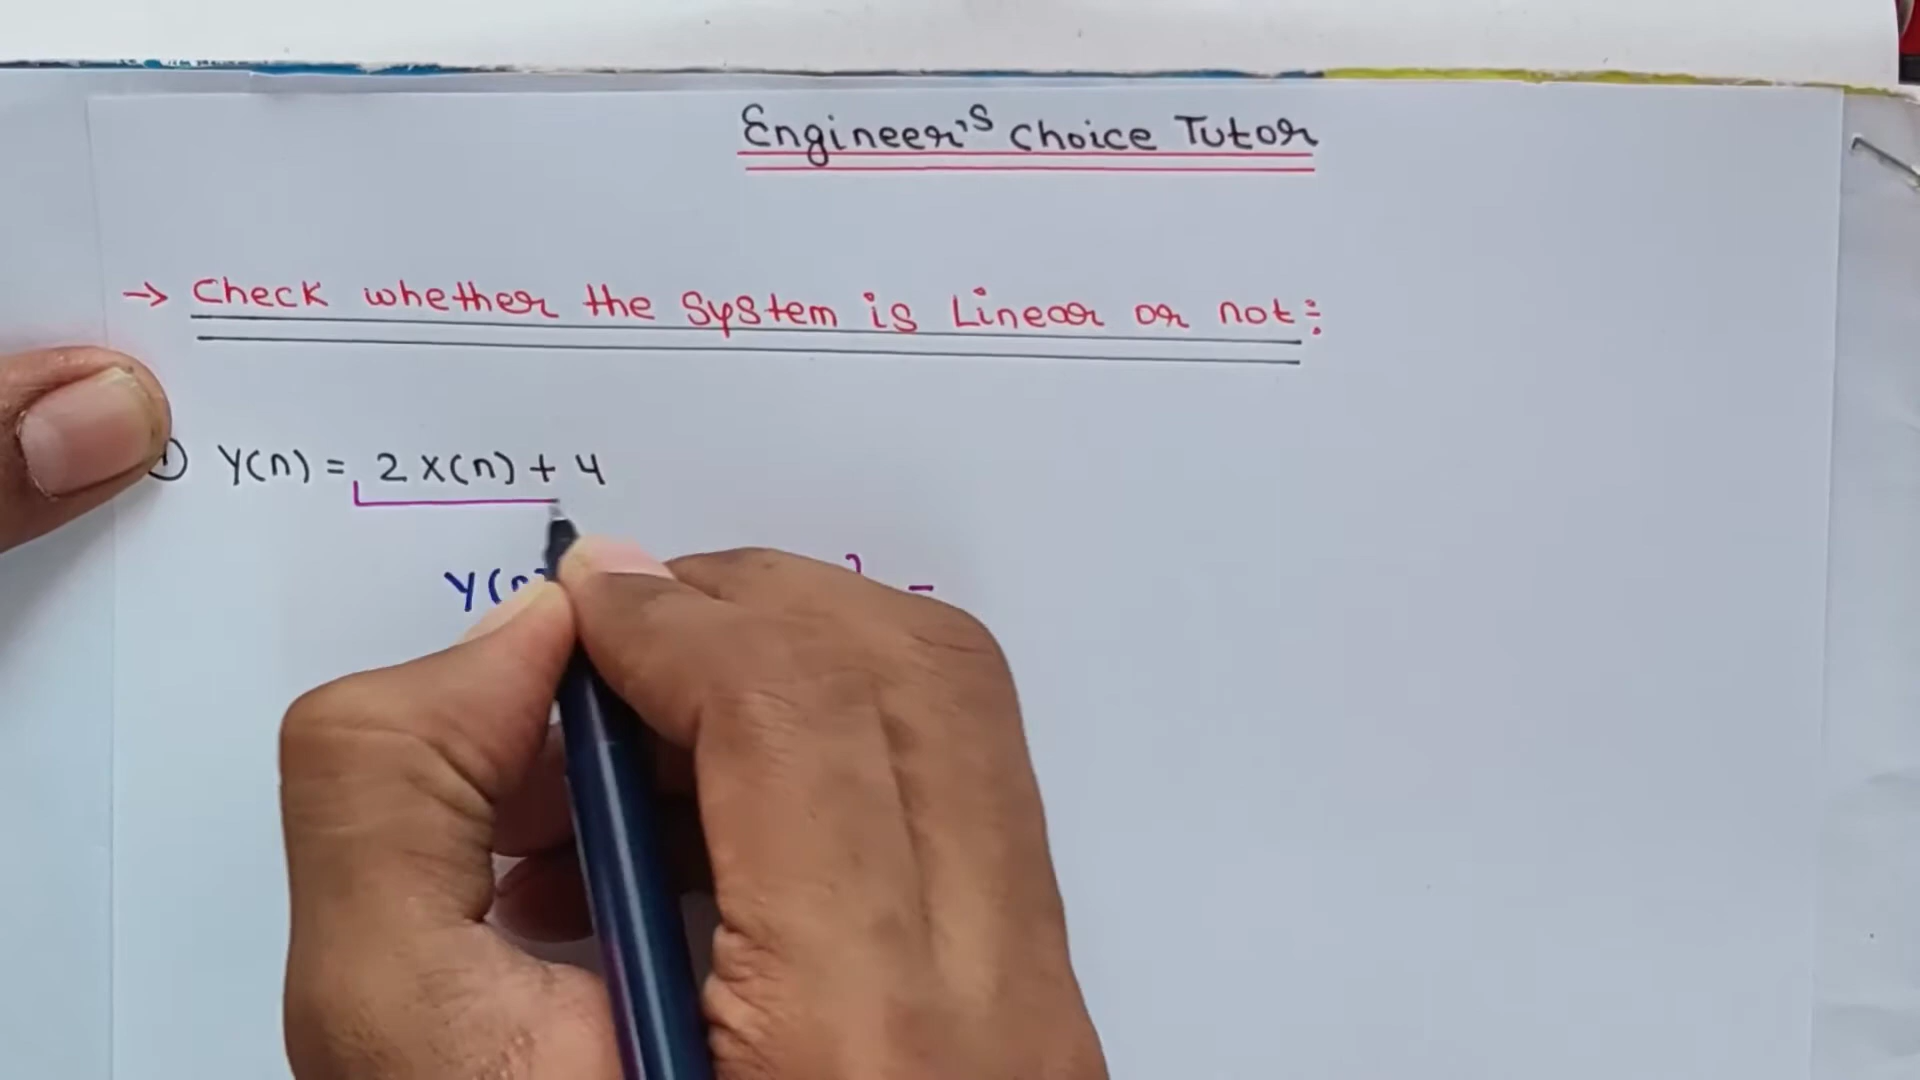 Engineer's Choice Tutor
→ Check whether the System is Linear or not:
Y(n) = 2x(n) + 4
Y(n =